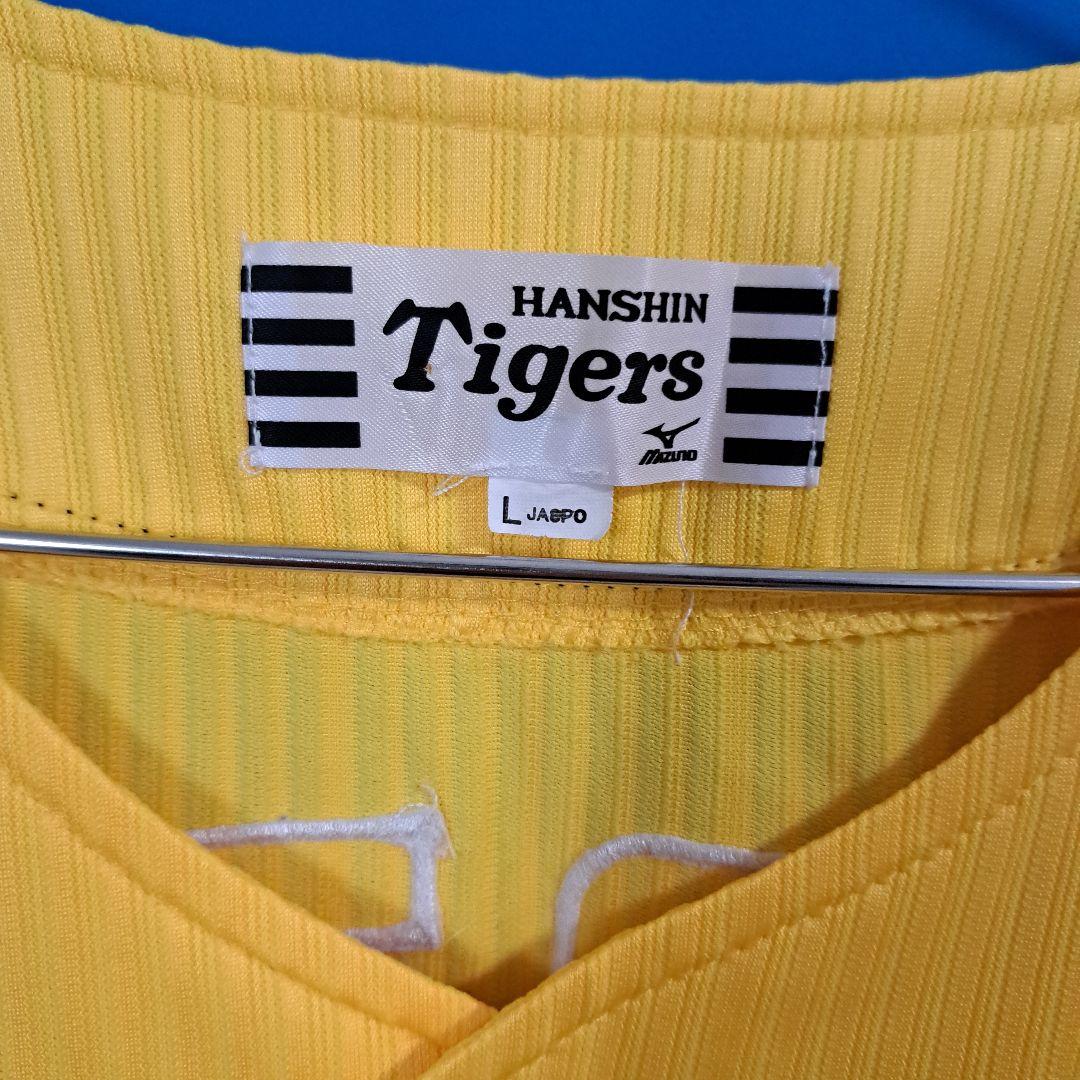 HANSHIN
Tigers
MIZUNO
L JASPO